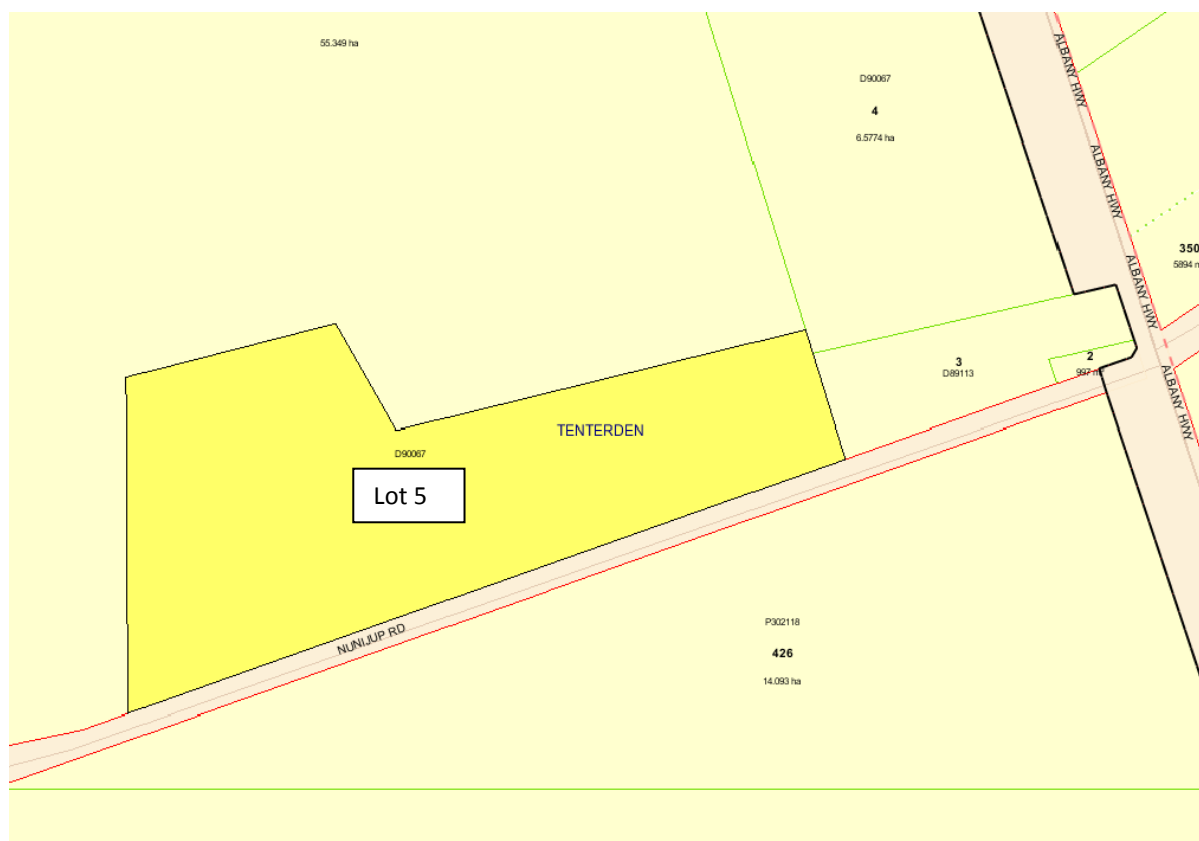 55.349 ha
ALBANY HWY
D90067
4
6.5774 ha
ALBANY HWY
350
5894
ALBANY HWY
3
D89113
2
997
ALBANY HWY
TENTERDEN
D90067
Lot 5
NUNIJUP RD
P302118
426
14.093 ha